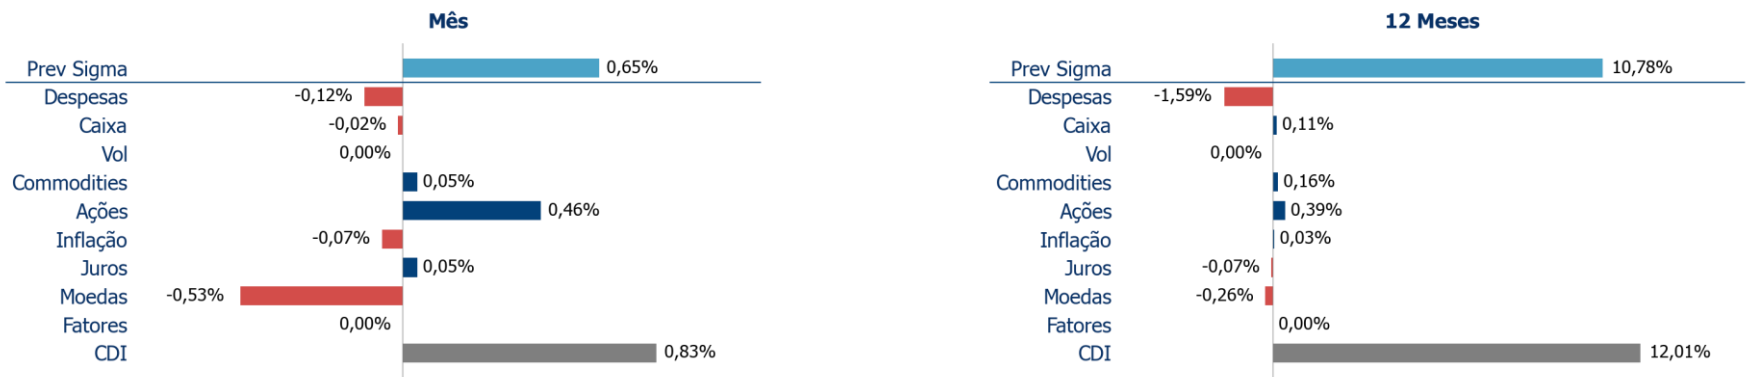 Mês
Prev Sigma 0,65%
Despesas -0,12%
Caixa -0,02%
Vol 0,00%
Commodities 0,05%
Ações 0,46%
Inflação -0,07%
Juros 0,05%
Moedas -0,53%
Fatores 0,00%
CDI 0,83%
12 Meses
Prev Sigma 10,78%
Despesas -1,59%
Caixa 0,11%
Vol 0,00%
Commodities 0,16%
Ações 0,39%
Inflação 0,03%
Juros -0,07%
Moedas -0,26%
Fatores 0,00%
CDI 12,01%